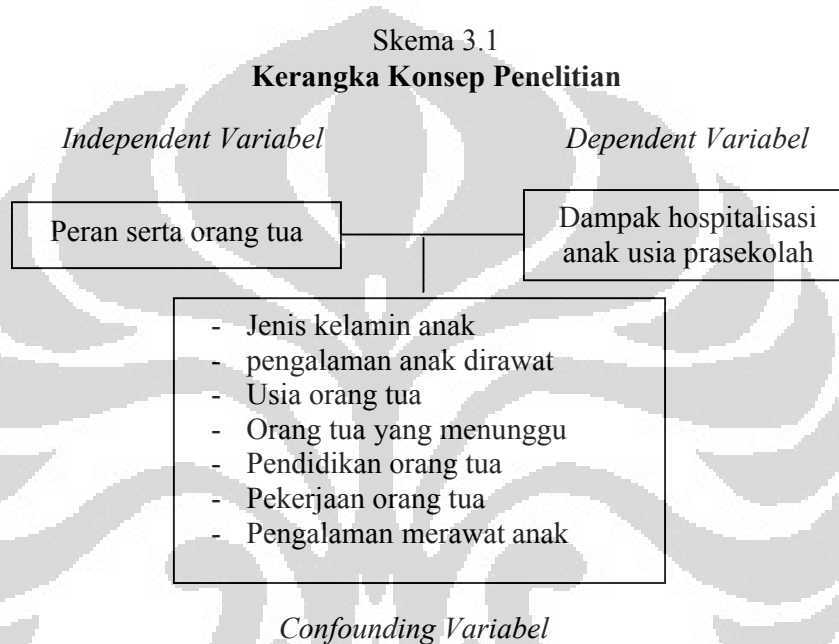 Skema 3.1
Kerangka Konsep Penelitian
Independent Variabel
Dependent Variabel
Peran serta orang tua
Dampak hospitalisasi
anak usia prasekolah
- Jenis kelamin anak
- pengalaman anak dirawat
- Usia orang tua
- Orang tua yang menunggu
- Pendidikan orang tua
- Pekerjaan orang tua
- Pengalaman merawat anak
Confounding Variabel